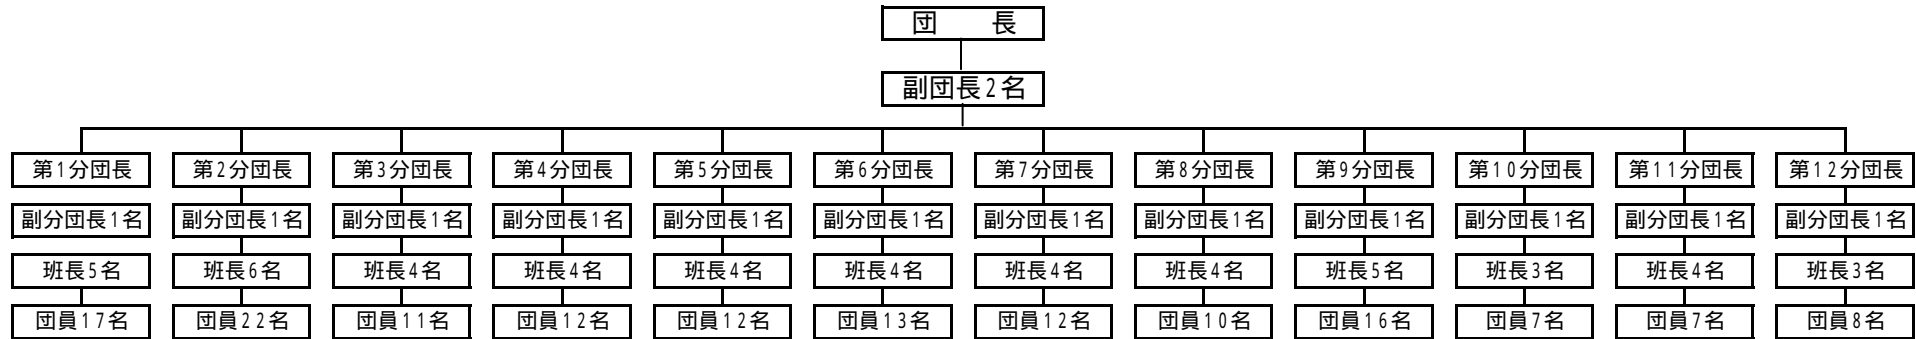 団　　長
副団長2名
第1分団長 第2分団長 第3分団長 第4分団長 第5分団長 第6分団長 第7分団長 第8分団長 第9分団長 第10分団長 第11分団長 第12分団長
副分団長1名 副分団長1名 副分団長1名 副分団長1名 副分団長1名 副分団長1名 副分団長1名 副分団長1名 副分団長1名 副分団長1名 副分団長1名 副分団長1名
班長5名 班長6名 班長4名 班長4名 班長4名 班長4名 班長4名 班長4名 班長5名 班長3名 班長4名 班長3名
団員17名 団員22名 団員11名 団員12名 団員12名 団員13名 団員12名 団員10名 団員16名 団員7名 団員7名 団員8名